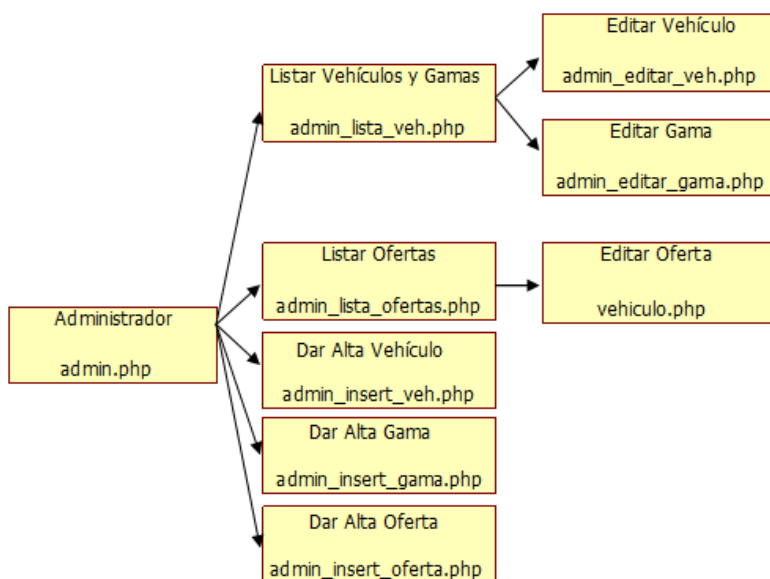 Administrador
admin.php
Listar Vehículos y Gamas
admin_lista_veh.php
Editar Vehículo
admin_editar_veh.php
Editar Gama
admin_editar_gama.php
Listar Ofertas
admin_lista_ofertas.php
Editar Oferta
vehiculo.php
Dar Alta Vehículo
admin_insert_veh.php
Dar Alta Gama
admin_insert_gama.php
Dar Alta Oferta
admin_insert_oferta.php